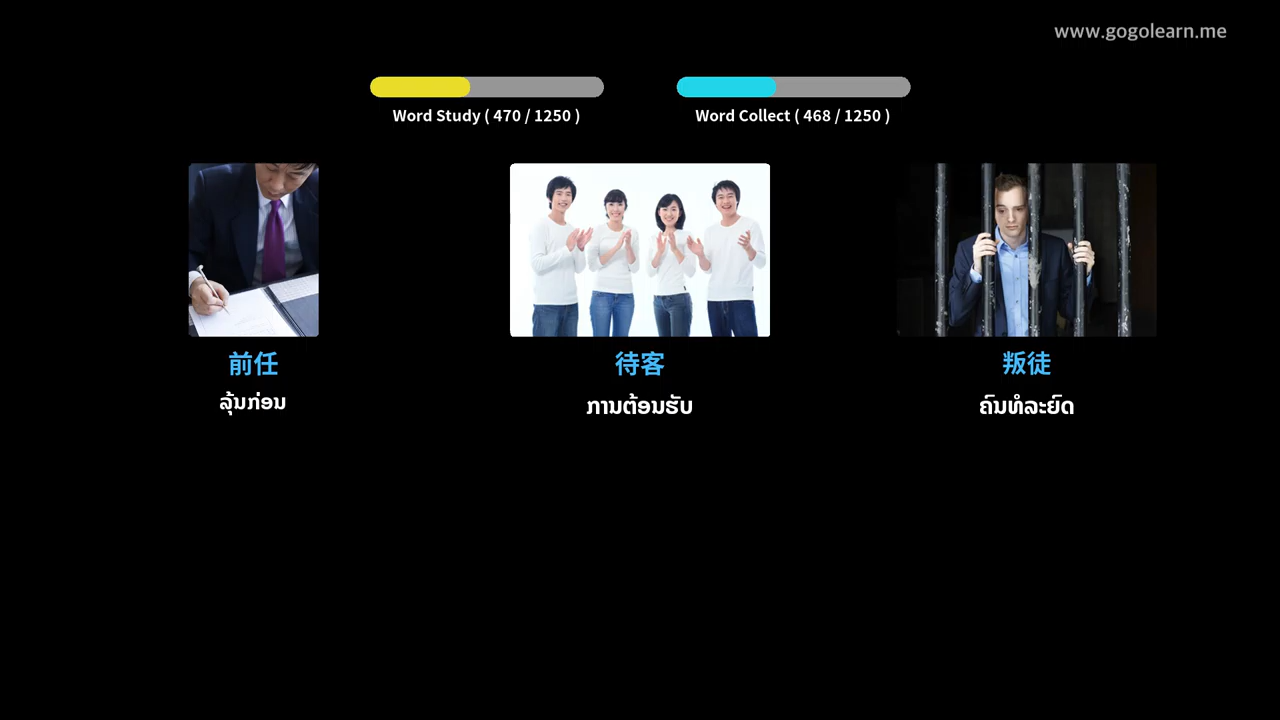 www.gogolearn.me
Word Study ( 470 / 1250 )
Word Collect ( 468 / 1250 )
前任
待客
叛徒
ລຸ້ນກ່ອນ
ການຕ້ອນຮັບ
ຄົນທໍລະຍົດ